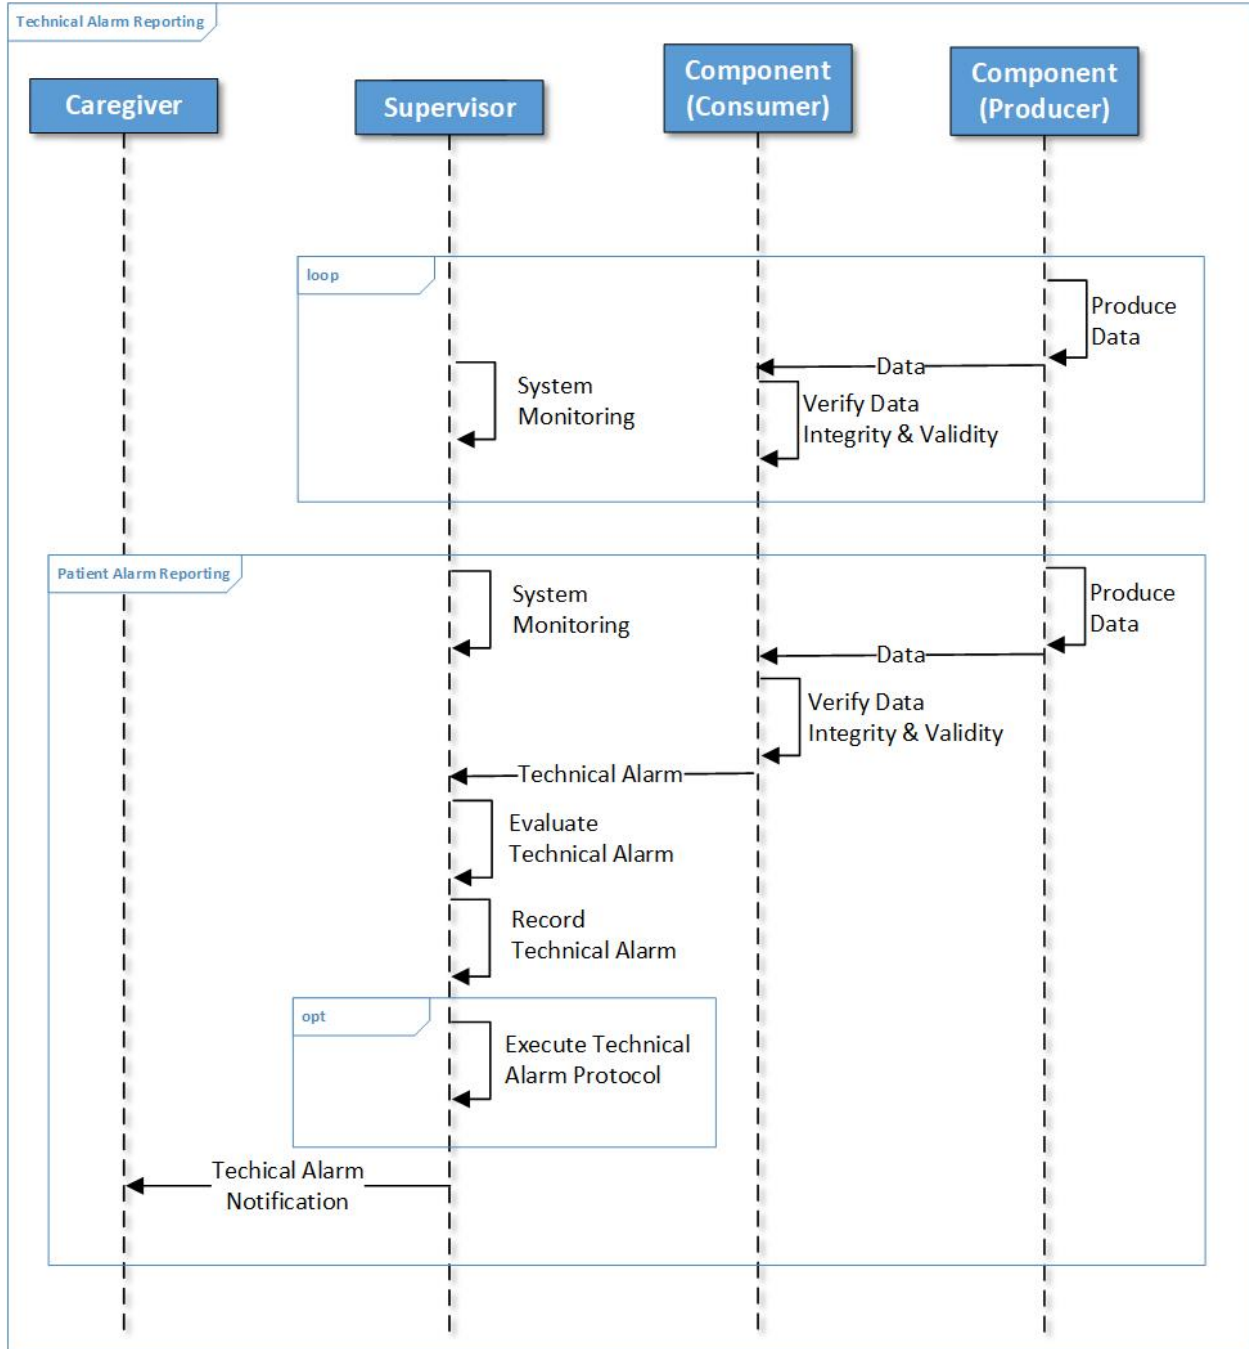 Technical Alarm Reporting
Caregiver
Supervisor
Component
(Consumer)
Component
(Producer)
loop
Produce
Data
Data
System
Monitoring
Verify Data
Integrity & Validity
Patient Alarm Reporting
System
Monitoring
Produce
Data
Data
Verify Data
Integrity & Validity
Technical Alarm
Evaluate
Technical Alarm
Record
Technical Alarm
opt
Execute Technical
Alarm Protocol
Techical Alarm
Notification